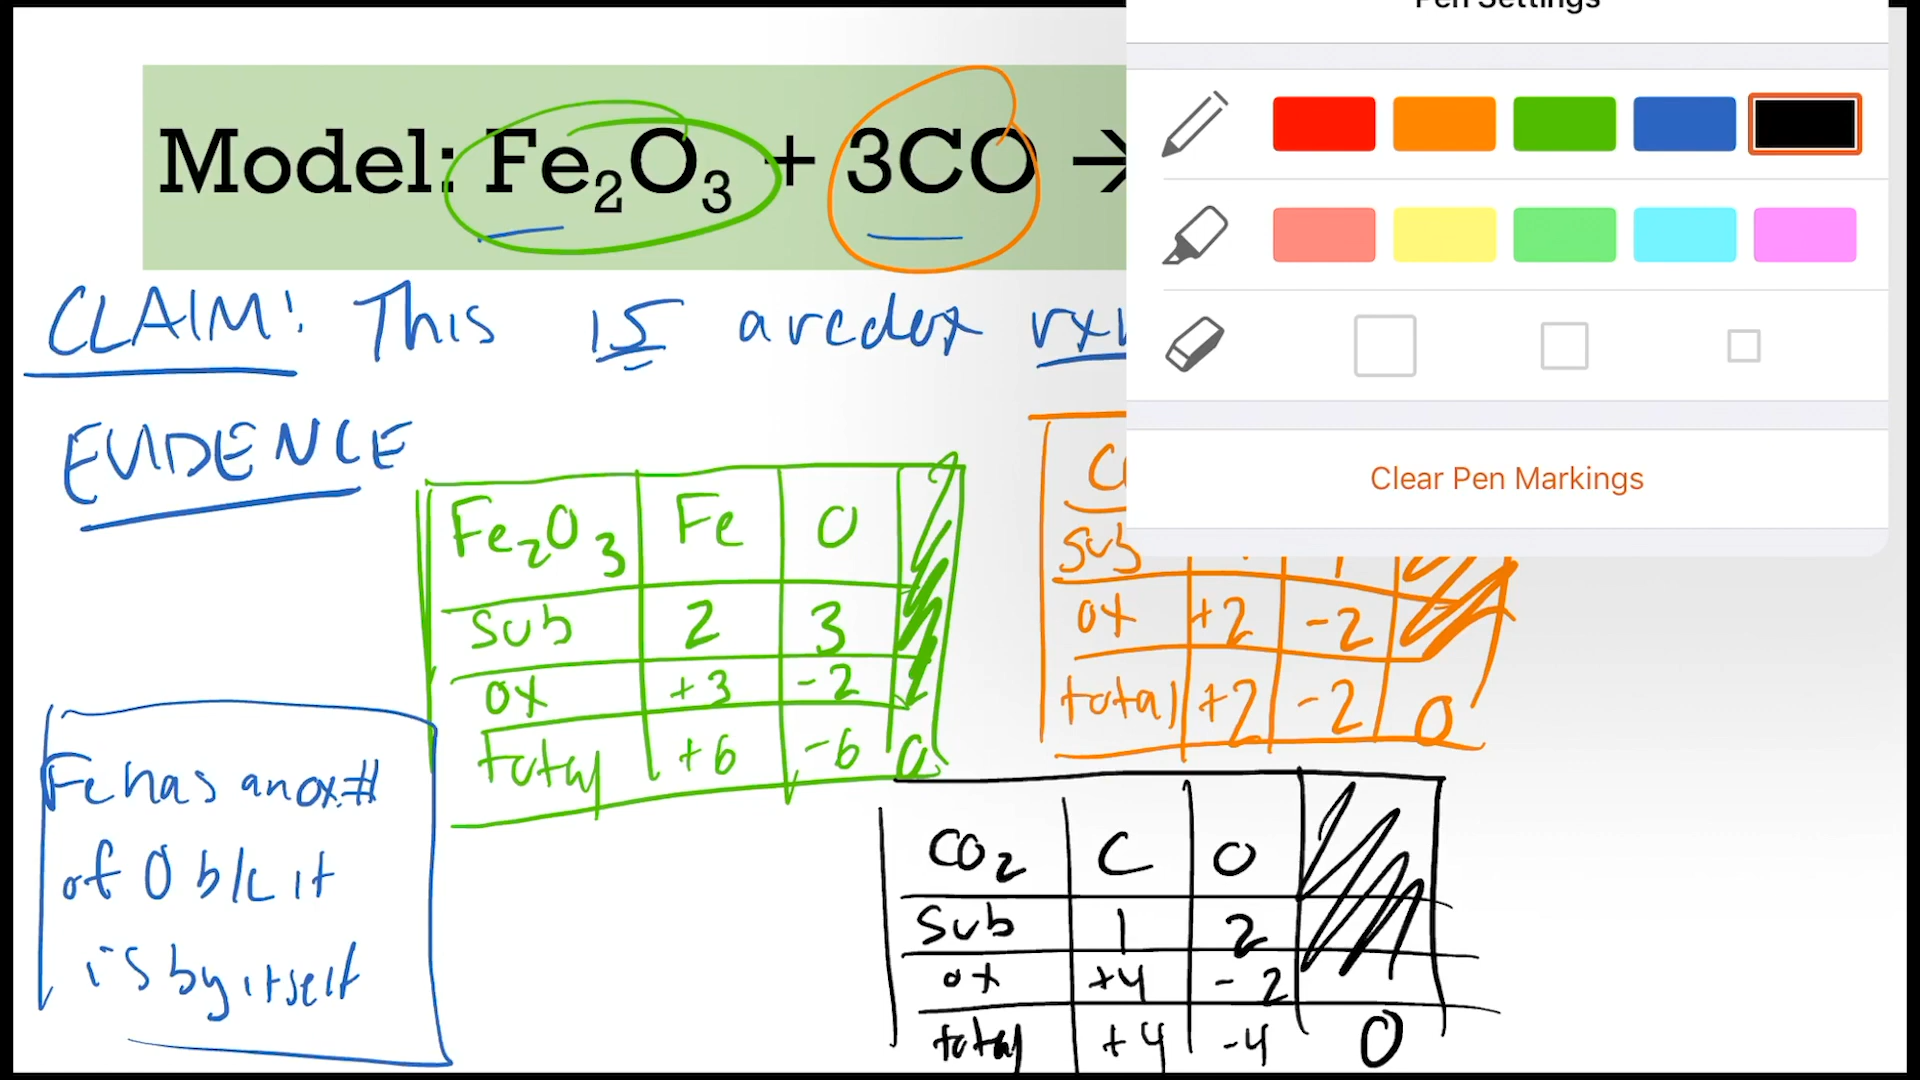 Pen Settings
Model: Fe₂O₃ + 3CO →
CLAIM: This is a redox rxn
EVIDENCE
Fe₂O₃ Fe O
sub 2 3
ox +3 -2
total +6 -6 0
C
sub
ox +2 -2
total +2 -2 0
Clear Pen Markings
Fe has an ox.#
of 0 b/c it
is by itself
CO₂ C O
sub 1 2
ox +4 -2
total +4 -4 0